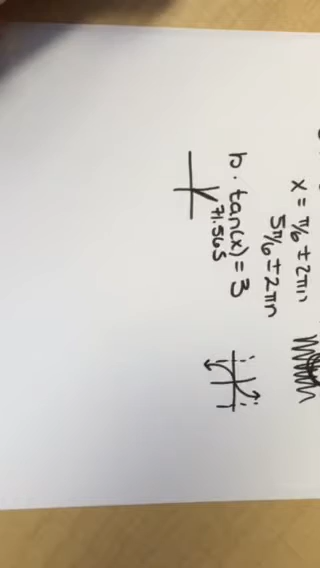 x = π/6 ± 2πn
5π/6 ± 2πn
b. tan(x) = 3
71.565